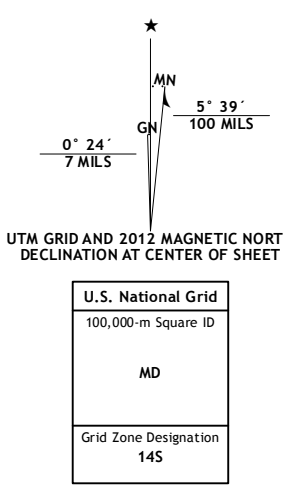 ★
MN
GN
5° 39´
100 MILS
0° 24´
7 MILS
UTM GRID AND 2012 MAGNETIC NORT
DECLINATION AT CENTER OF SHEET
U.S. National Grid
100,000-m Square ID
MD
Grid Zone Designation
14S